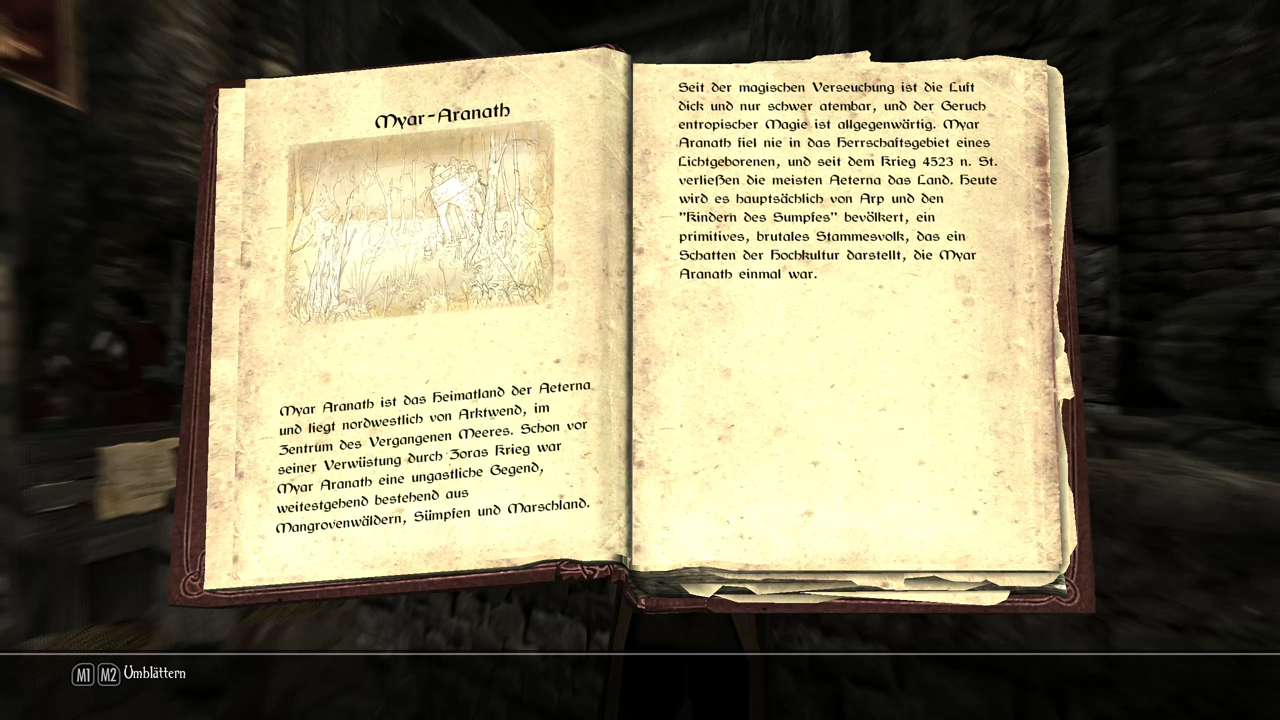 Myar-Aranath
Myar Aranath ist das Heimatland der Aeterna
und liegt nordwestlich von Arktwend, im
Zentrum des Vergangenen Meeres. Schon vor
seiner Verwüstung durch Zoras Krieg war
Myar Aranath eine ungastliche Gegend,
weitestgehend bestehend aus
Mangrovenwäldern, Sümpfen und Marschland.
Seit der magischen Verseuchung ist die Luft
dick und nur schwer atembar, und der Geruch
entropischer Magie ist allgegenwärtig. Myar
Aranath fiel nie in das Herrschaftsgebiet eines
Lichtgeborenen, und seit dem Krieg 4523 n. St.
verließen die meisten Aeterna das Land. Heute
wird es hauptsächlich von Arp und den
"Kindern des Sumpfes" bevölkert, ein
primitives, brutales Stammesvolk, das ein
Schatten der Hochkultur darstellt, die Myar
Aranath einmal war.
M1 M2 Umblättern